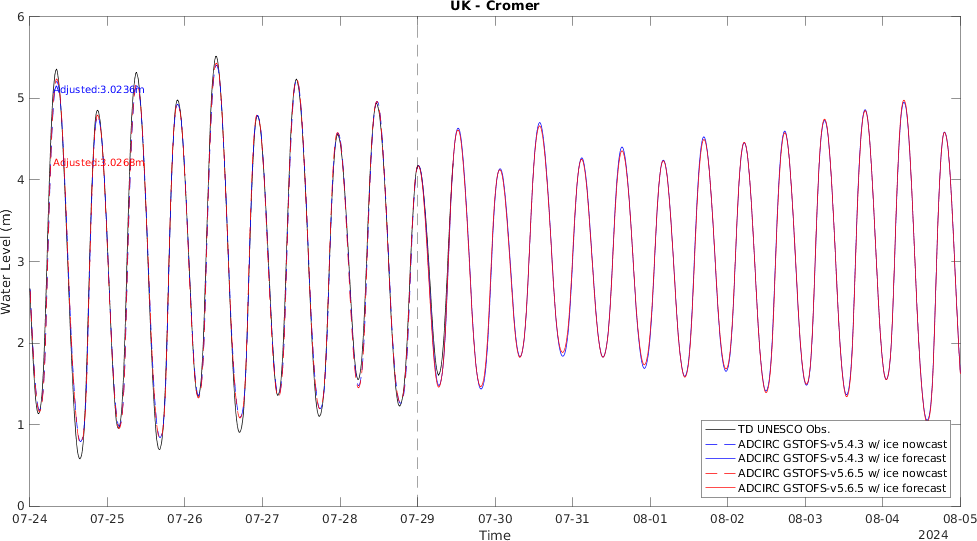 UK - Cromer
6
5
4
3
2
1
0
Water Level (m)
Adjusted:3.0236m
Adjusted:3.0268m
TD UNESCO Obs.
ADCIRC GSTOFS-v5.4.3 w/ ice nowcast
ADCIRC GSTOFS-v5.4.3 w/ ice forecast
ADCIRC GSTOFS-v5.6.5 w/ ice nowcast
ADCIRC GSTOFS-v5.6.5 w/ ice forecast
07-24 07-25 07-26 07-27 07-28 07-29 07-30 07-31 08-01 08-02 08-03 08-04 08-05
Time
2024